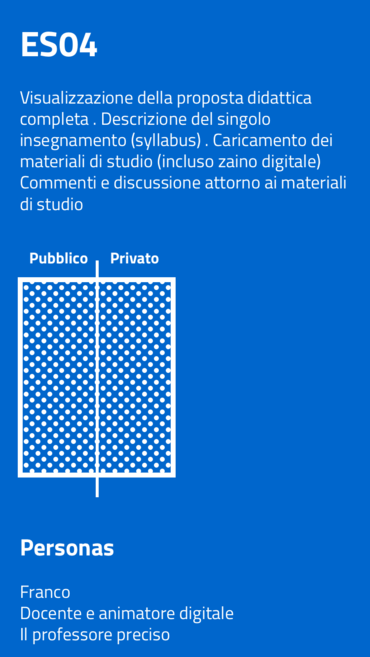 ES04
Visualizzazione della proposta didattica
completa . Descrizione del singolo
insegnamento (syllabus) . Caricamento dei
materiali di studio (incluso zaino digitale)
Commenti e discussione attorno ai materiali
di studio
Pubblico Privato
Personas
Franco
Docente e animatore digitale
Il professore preciso